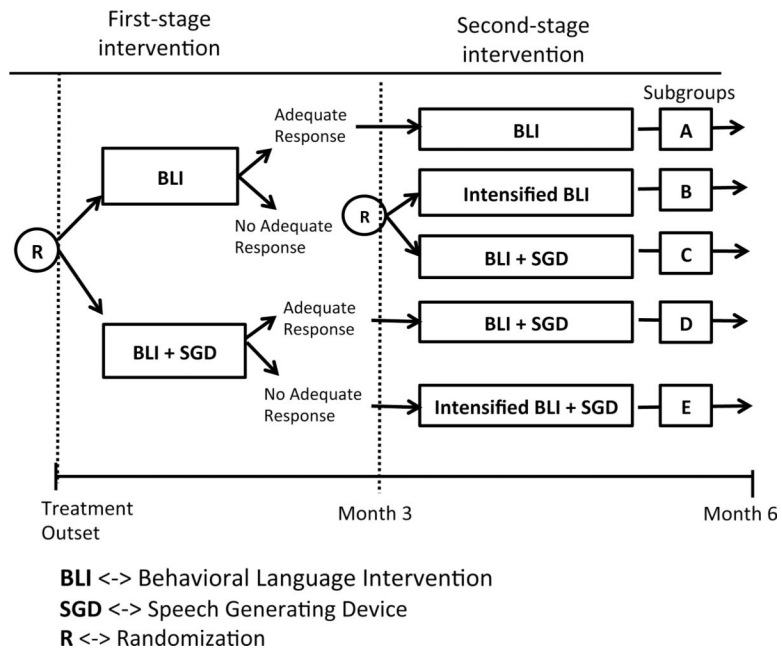 First-stage
intervention
Second-stage
intervention
Subgroups
Adequate
Response
BLI
A
BLI
Intensified BLI
B
No Adequate
Response
R
R
BLI + SGD
C
Adequate
Response
BLI + SGD
D
BLI + SGD
No Adequate
Response
Intensified BLI + SGD
E
Treatment
Outset
Month 3
Month 6
BLI <-> Behavioral Language Intervention
SGD <-> Speech Generating Device
R <-> Randomization